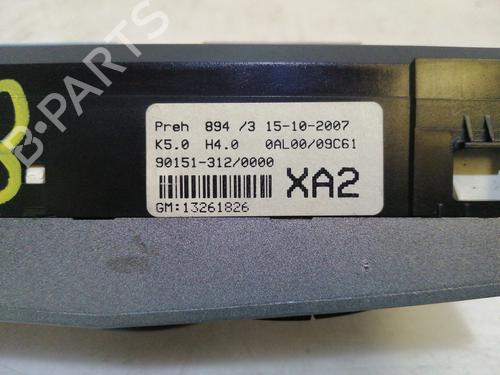 Preh 894 /3 15-10-2007
K5.0 H4.0 0AL00/09C61
90151-312/0000
XA2
GM:13261826
B-PARTS